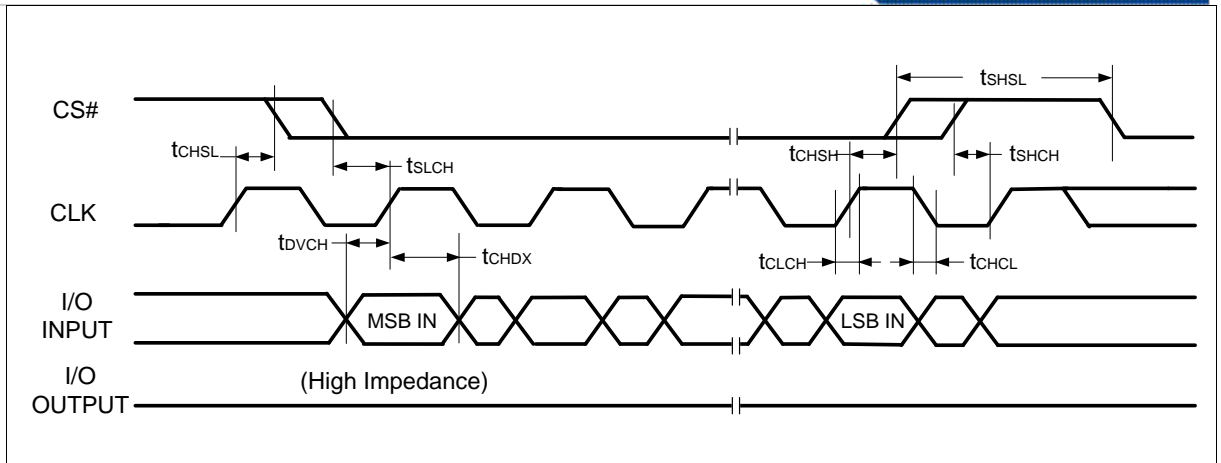 tSHSL
CS#
tCHSL
tSLCH
tCHSH
tSHCH
CLK
tDVCH
tCHDX
tCLCH
tCHCL
I/O
INPUT
MSB IN
LSB IN
I/O
OUTPUT
(High Impedance)